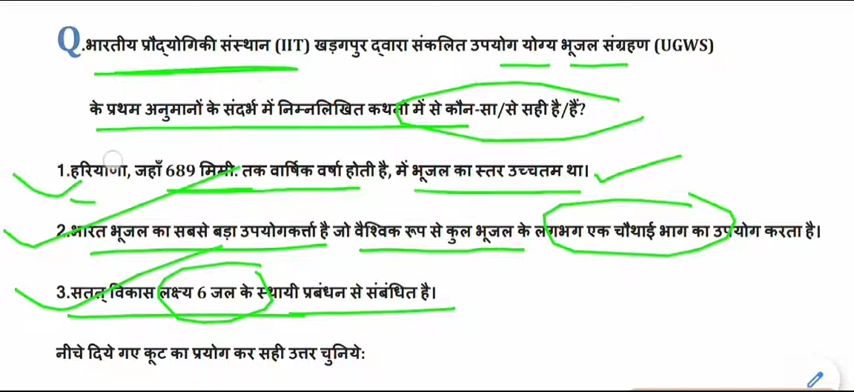 Q.भारतीय प्रौद्योगिकी संस्थान (IIT) खड़गपुर द्वारा संकलित उपयोग योग्य भूजल संग्रहण (UGWS)
के प्रथम अनुमानों के संदर्भ में निम्नलिखित कथनों में से कौन-सा/से सही है/हैं?
1.हरियाणा, जहाँ 689 मिमी. तक वार्षिक वर्षा होती है, में भूजल का स्तर उच्चतम था।
2.भारत भूजल का सबसे बड़ा उपयोगकर्त्ता है जो वैश्विक रूप से कुल भूजल के लगभग एक चौथाई भाग का उपयोग करता है।
3.सतत् विकास लक्ष्य 6 जल के स्थायी प्रबंधन से संबंधित है।
नीचे दिये गए कूट का प्रयोग कर सही उत्तर चुनिये: